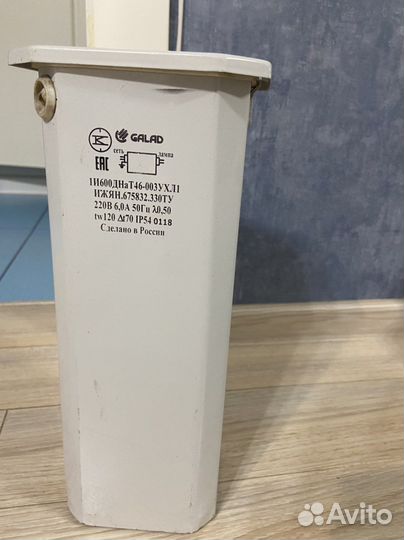 GALAD
сеть лампа
ЕАС
1И600ДНаТ46-003УХЛ1
ИЖЯН.675832.330ТУ
220В 6,0А 50Гц λ0,50
tw120 Δt70 IP54 0118
Сделано в России
Avito